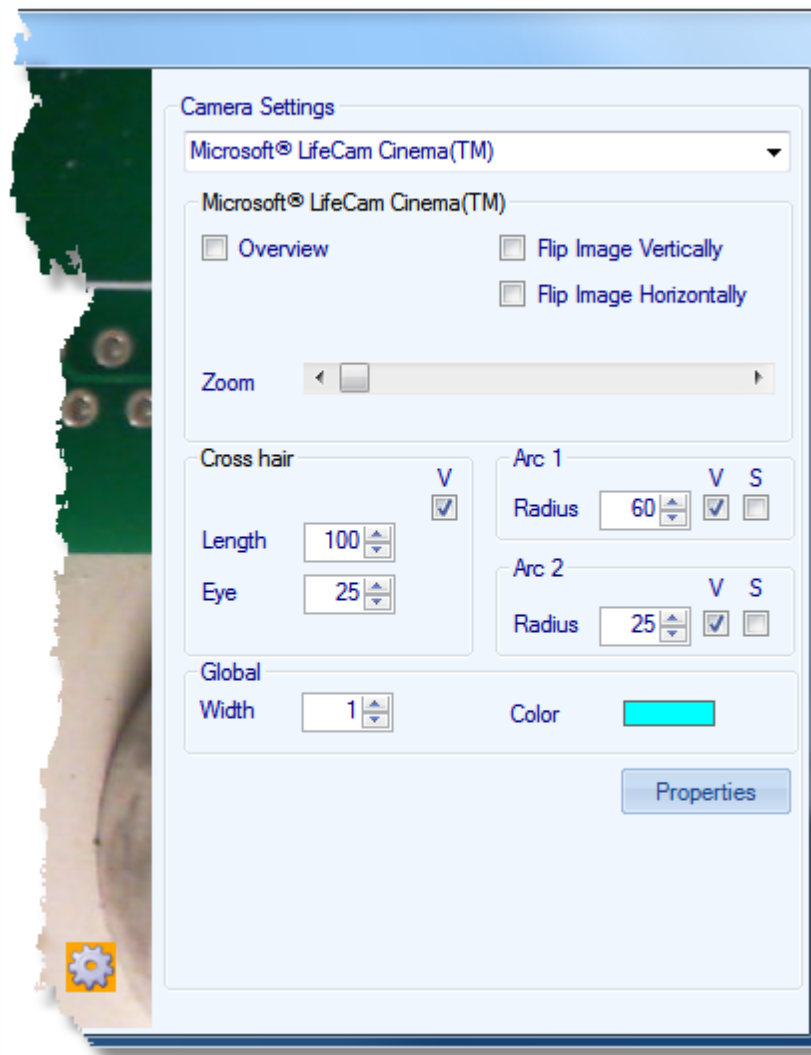 Camera Settings
Microsoft® LifeCam Cinema(TM)
Microsoft® LifeCam Cinema(TM)
Overview
Flip Image Vertically
Flip Image Horizontally
Zoom
Cross hair
V
Length 100
Eye 25
Arc 1
V S
Radius 60
Arc 2
V S
Radius 25
Global
Width 1
Color
Properties